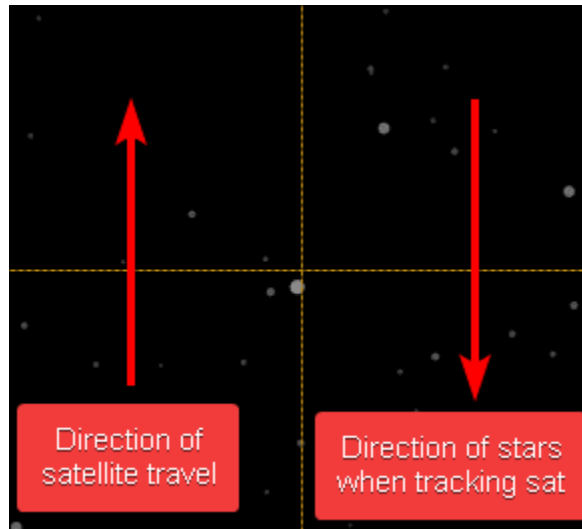 Direction of
satellite travel
Direction of stars
when tracking sat